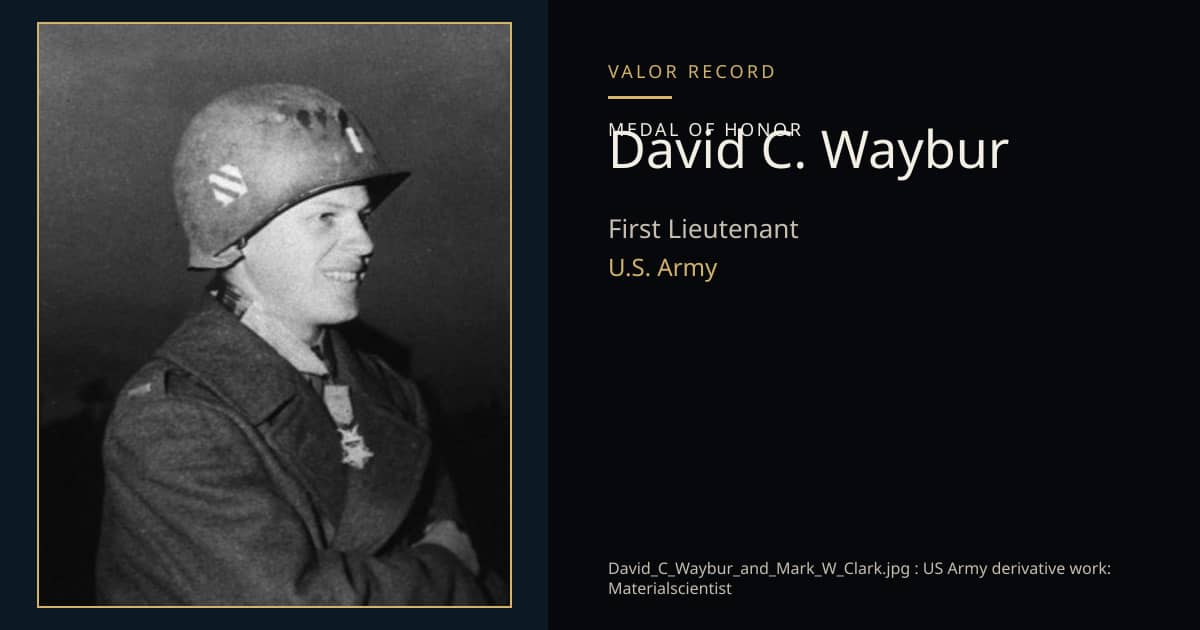 VALOR RECORD
MEDAL OF HONOR
David C. Waybur
First Lieutenant
U.S. Army
David_C_Waybur_and_Mark_W_Clark.jpg : US Army derivative work:
Materialscientist